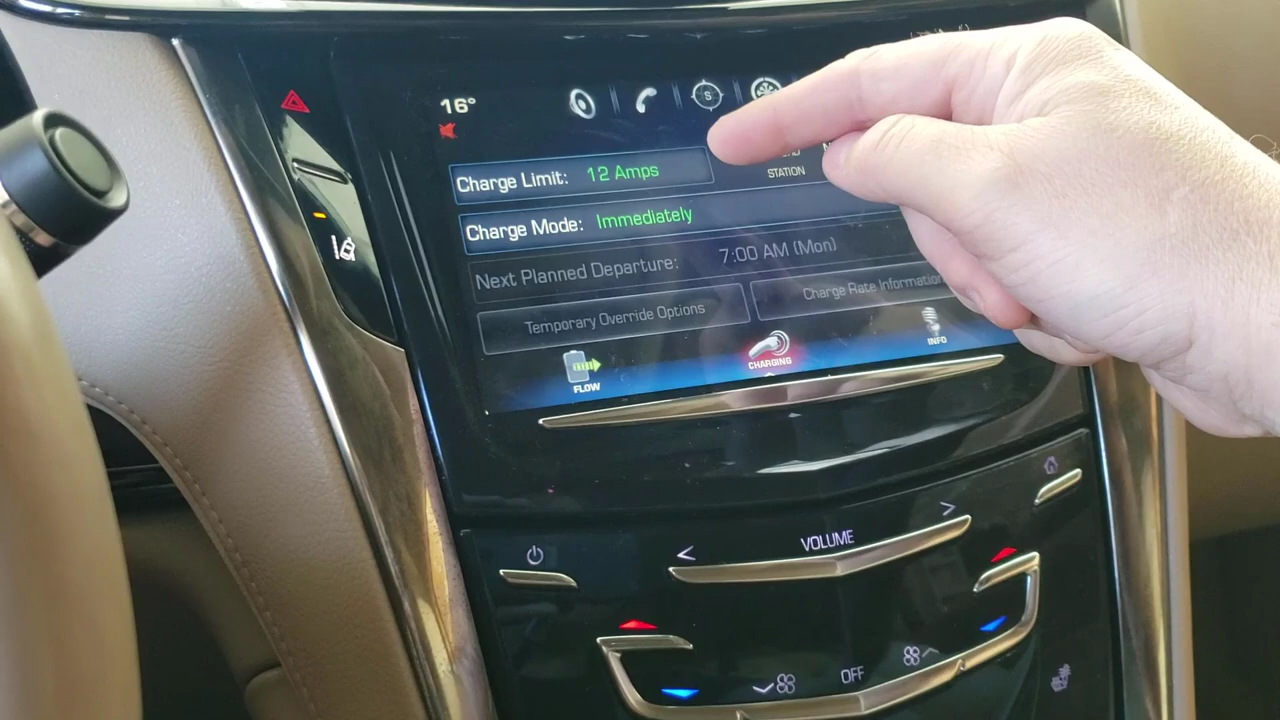 16°
S
STATION
Charge Limit: 12 Amps
Charge Mode: Immediately
Next Planned Departure: 7:00 AM (Mon)
Temporary Override Options
Charge Rate Information
FLOW
CHARGING
INFO
< VOLUME >
OFF